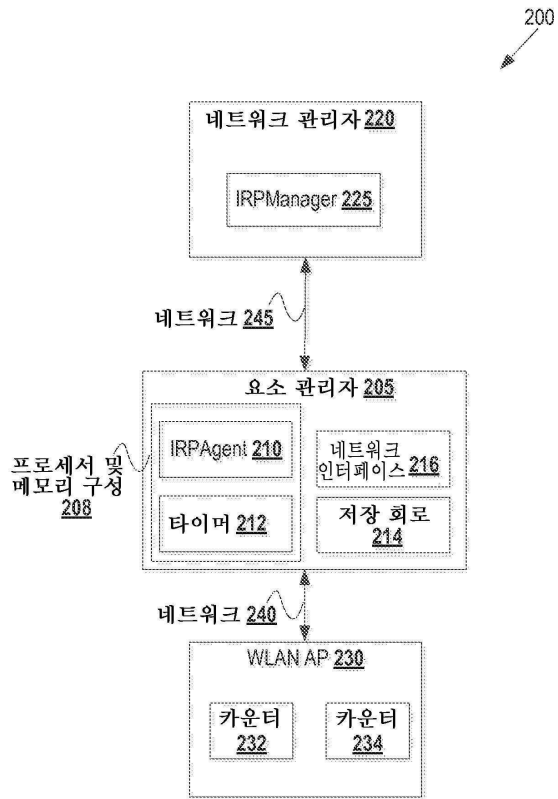 200
네트워크 관리자 220
IRPManager 225
네트워크 245
요소 관리자 205
프로세서 및
메모리 구성
208
IRPAgent 210
타이머 212
네트워크
인터페이스 216
저장 회로
214
네트워크 240
WLAN AP 230
카운터
232
카운터
234